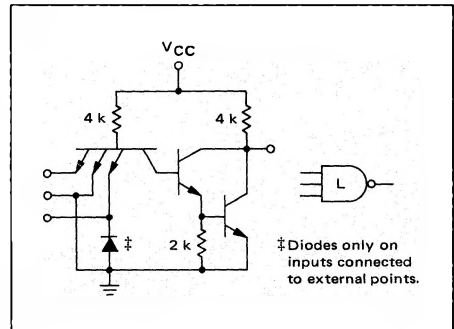 VCC
4 k
4 k
L
‡
2 k
‡Diodes only on
inputs connected
to external points.